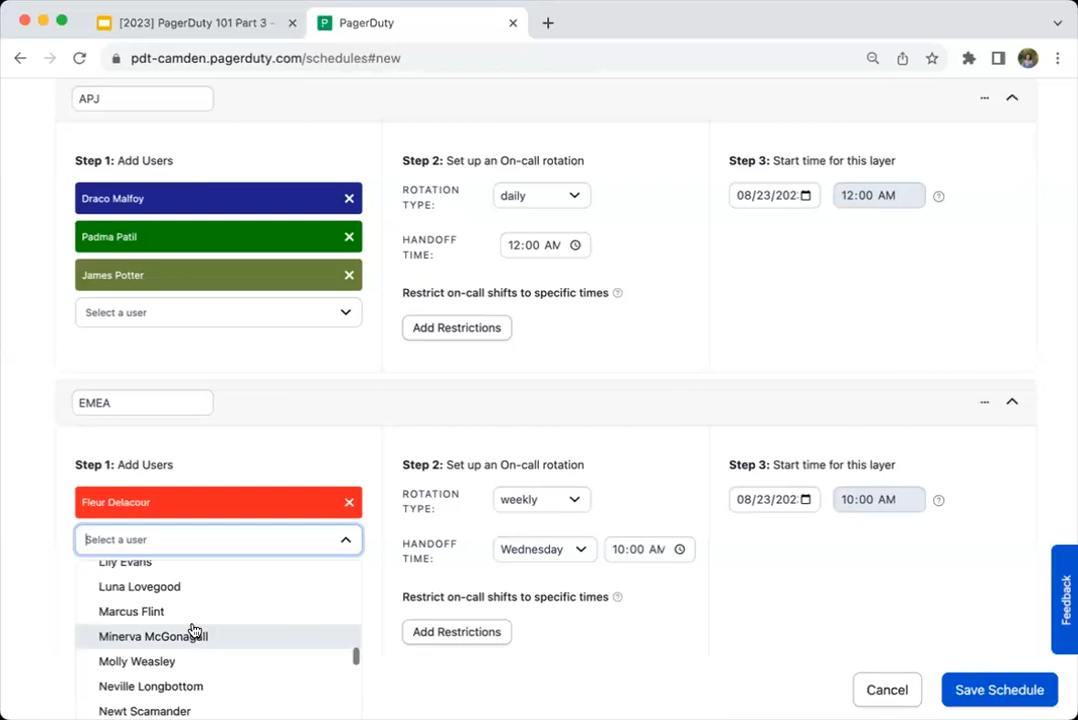 [2023] PagerDuty 101 Part 3 -
PagerDuty
pdt-camden.pagerduty.com/schedules#new
APJ
Step 1: Add Users
Draco Malfoy
Padma Patil
James Potter
Select a user
Step 2: Set up an On-call rotation
ROTATION
TYPE:
daily
HANDOFF
TIME:
12:00 AM
Restrict on-call shifts to specific times
Add Restrictions
Step 3: Start time for this layer
08/23/202
12:00 AM
EMEA
Step 1: Add Users
Fleur Delacour
Select a user
Lily Evans
Luna Lovegood
Marcus Flint
Minerva McGonagall
Molly Weasley
Neville Longbottom
Newt Scamander
Step 2: Set up an On-call rotation
ROTATION
TYPE:
weekly
HANDOFF
TIME:
Wednesday
10:00 AM
Restrict on-call shifts to specific times
Add Restrictions
Step 3: Start time for this layer
08/23/202
10:00 AM
Feedback
Cancel
Save Schedule